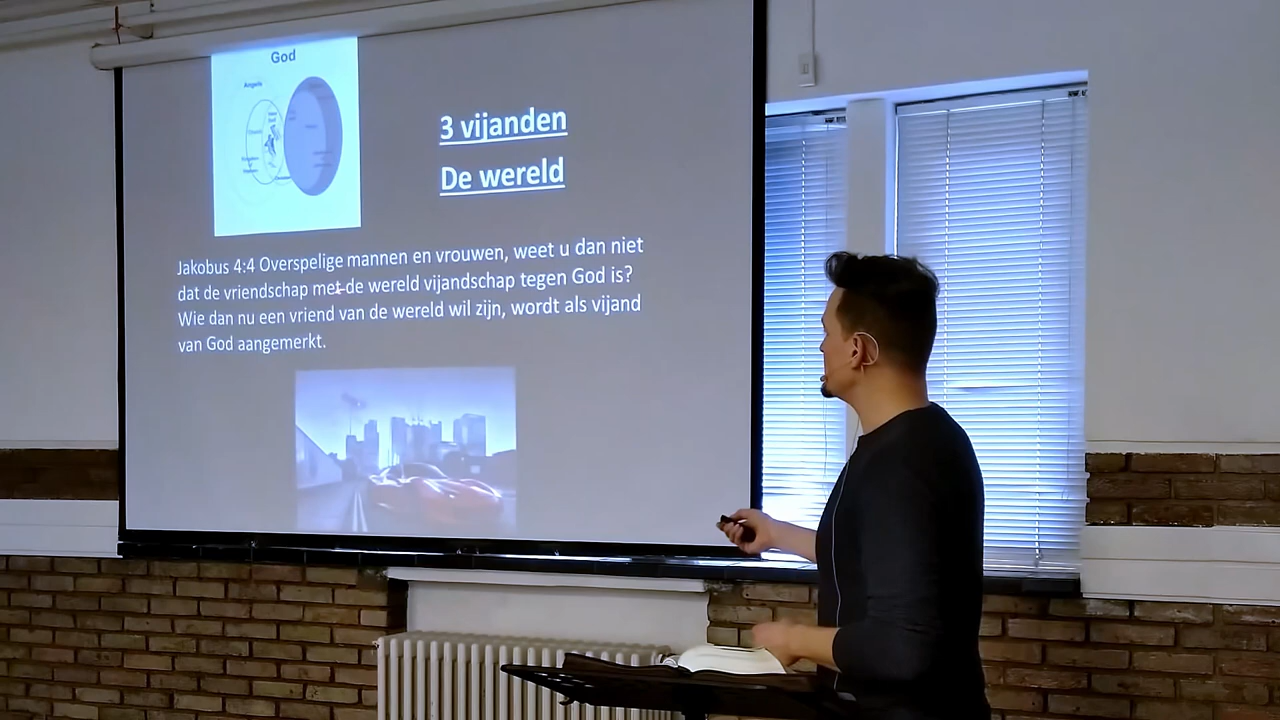 God
Angels
3 vijanden
De wereld
Jakobus 4:4 Overspelige mannen en vrouwen, weet u dan niet
dat de vriendschap met de wereld vijandschap tegen God is?
Wie dan nu een vriend van de wereld wil zijn, wordt als vijand
van God aangemerkt.